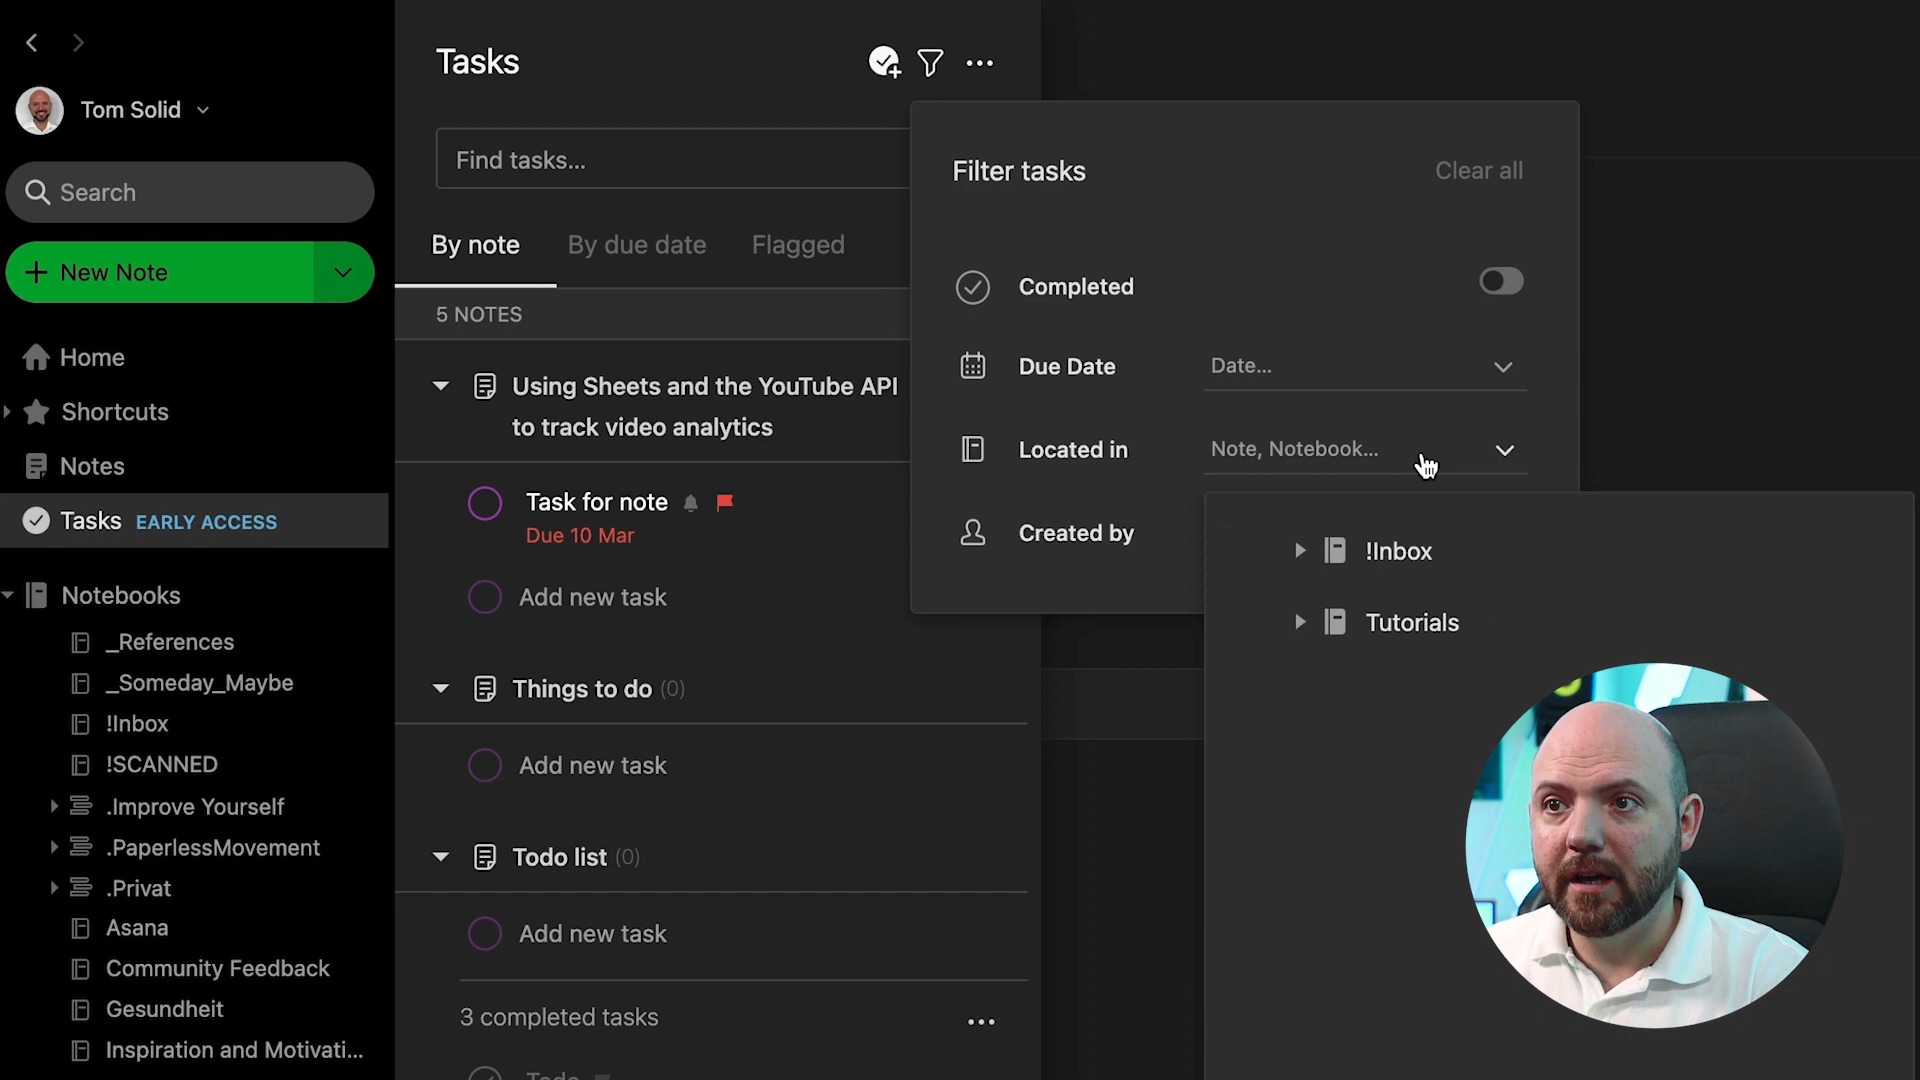 Tom Solid
Search
New Note
Home
Shortcuts
Notes
Tasks EARLY ACCESS
Notebooks
_References
_Someday_Maybe
!Inbox
!SCANNED
.Improve Yourself
.PaperlessMovement
.Privat
Asana
Community Feedback
Gesundheit
Inspiration and Motivati...
Tasks
Find tasks...
By note By due date Flagged
5 NOTES
Using Sheets and the YouTube API
to track video analytics
Task for note
Due 10 Mar
Add new task
Things to do (0)
Add new task
Todo list (0)
Add new task
3 completed tasks
Todo
Filter tasks Clear all
Completed
Due Date Date...
Located in Note, Notebook...
Created by
!Inbox
Tutorials